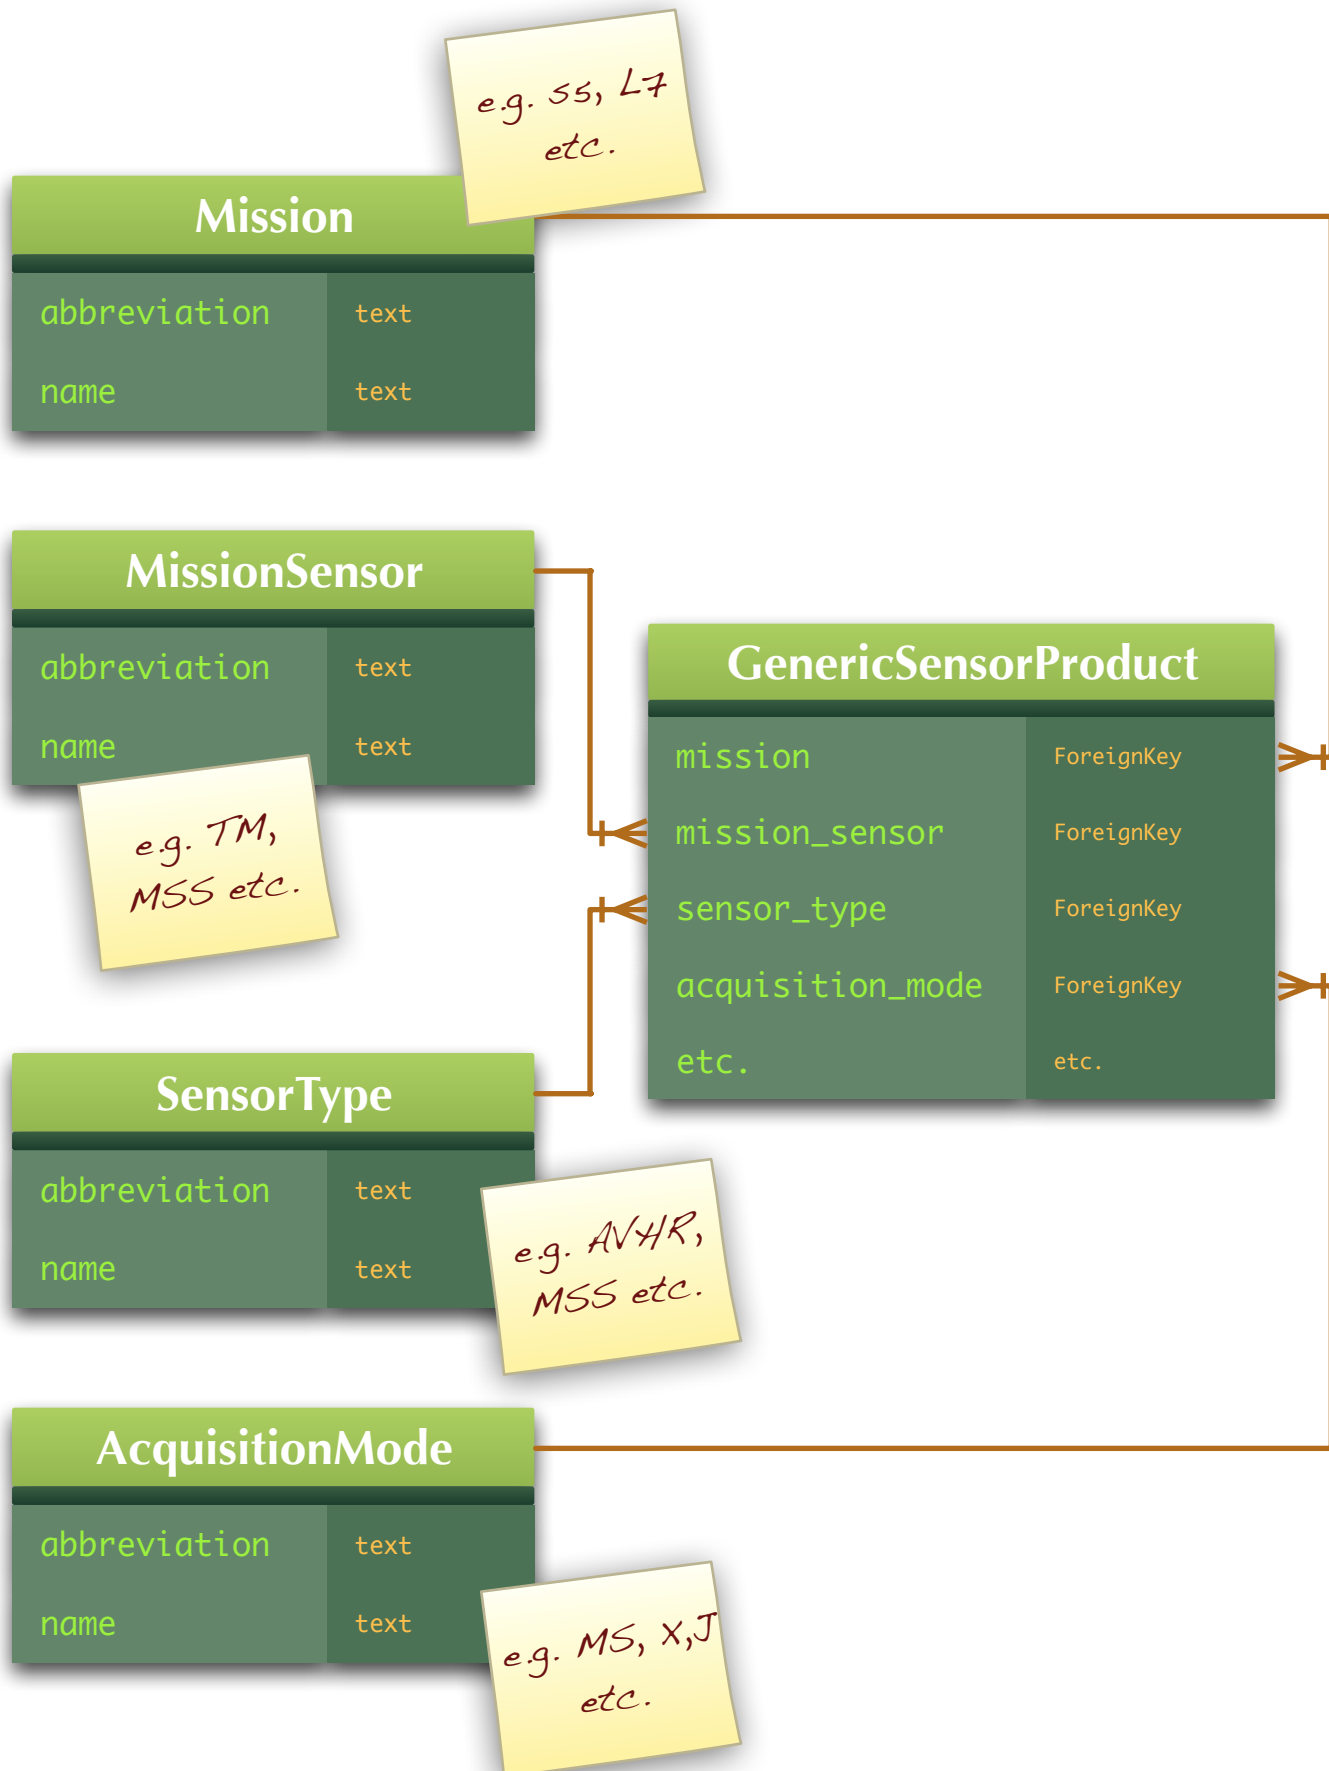 e.g. S5, L7
etc.
Mission
abbreviation text
name text
MissionSensor
abbreviation text
name text
e.g. TM,
MSS etc.
GenericSensorProduct
mission ForeignKey
mission_sensor ForeignKey
sensor_type ForeignKey
acquisition_mode ForeignKey
etc. etc.
SensorType
abbreviation text
name text
e.g. AVHR,
MSS etc.
AcquisitionMode
abbreviation text
name text
e.g. MS, X,J
etc.